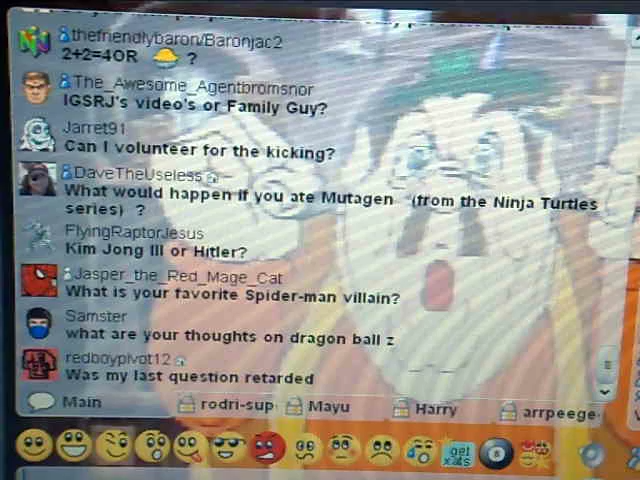 thefriendlybaron/Baronjac2
2+2=4OR ?
The_Awesome_Agentbromsnor
IGSRJ's video's or Family Guy?
Jarret91
Can I volunteer for the kicking?
DaveTheUseless
What would happen if you ate Mutagen (from the Ninja Turtles
series) ?
FlyingRaptorJesus
Kim Jong Ill or Hitler?
Jasper_the_Red_Mage_Cat
What is your favorite Spider-man villain?
Samster
what are your thoughts on dragon ball z
redboypivot12
Was my last question retarded
Main rodri-sup Mayu Harry arrpeege
get
xats
8